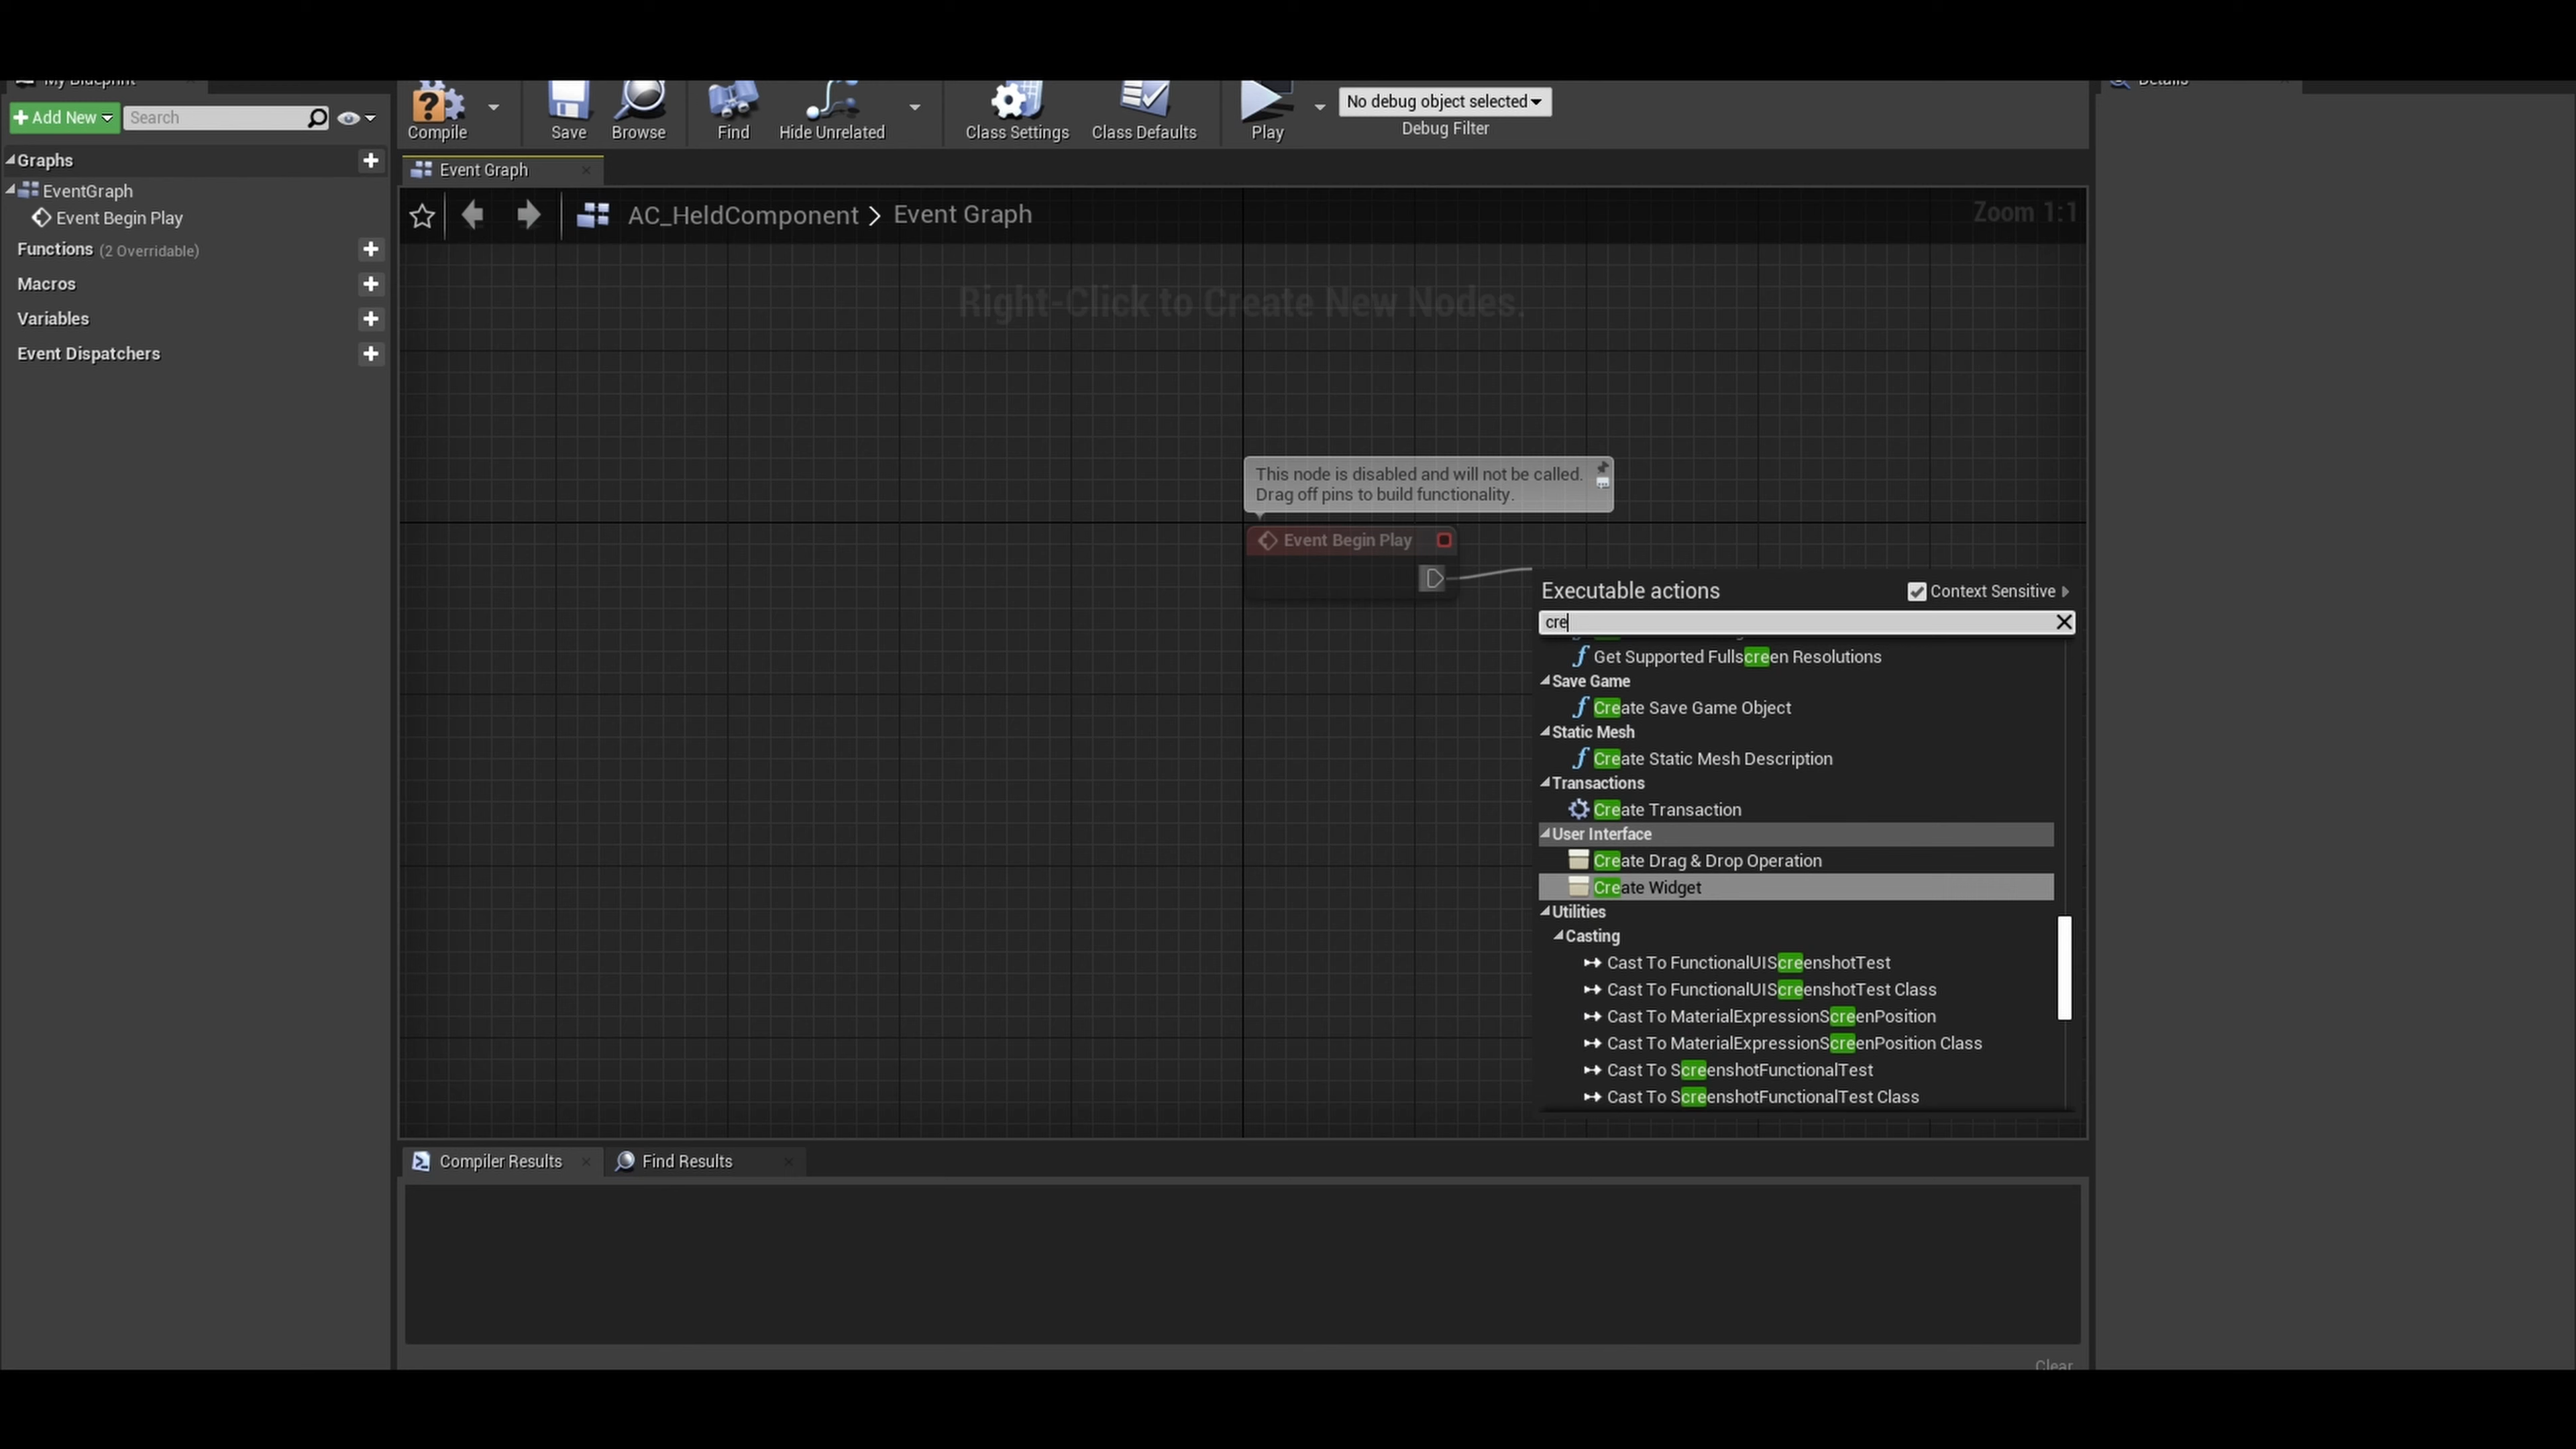 My Blueprint
Add New
Search
Graphs
EventGraph
Event Begin Play
Functions (2 Overridable)
Macros
Variables
Event Dispatchers
Compile
Save
Browse
Find
Hide Unrelated
Class Settings
Class Defaults
Play
No debug object selected
Debug Filter
Details
Event Graph
AC_HeldComponent > Event Graph
Zoom 1:1
Right-Click to Create New Nodes.
This node is disabled and will not be called.
Drag off pins to build functionality.
Event Begin Play
Executable actions
Context Sensitive
cre
Get Supported Fullscreen Resolutions
Save Game
Create Save Game Object
Static Mesh
Create Static Mesh Description
Transactions
Create Transaction
User Interface
Create Drag & Drop Operation
Create Widget
Utilities
Casting
Cast To FunctionalUIScreenshotTest
Cast To FunctionalUIScreenshotTest Class
Cast To MaterialExpressionScreenPosition
Cast To MaterialExpressionScreenPosition Class
Cast To ScreenshotFunctionalTest
Cast To ScreenshotFunctionalTest Class
Compiler Results
Find Results
Clear